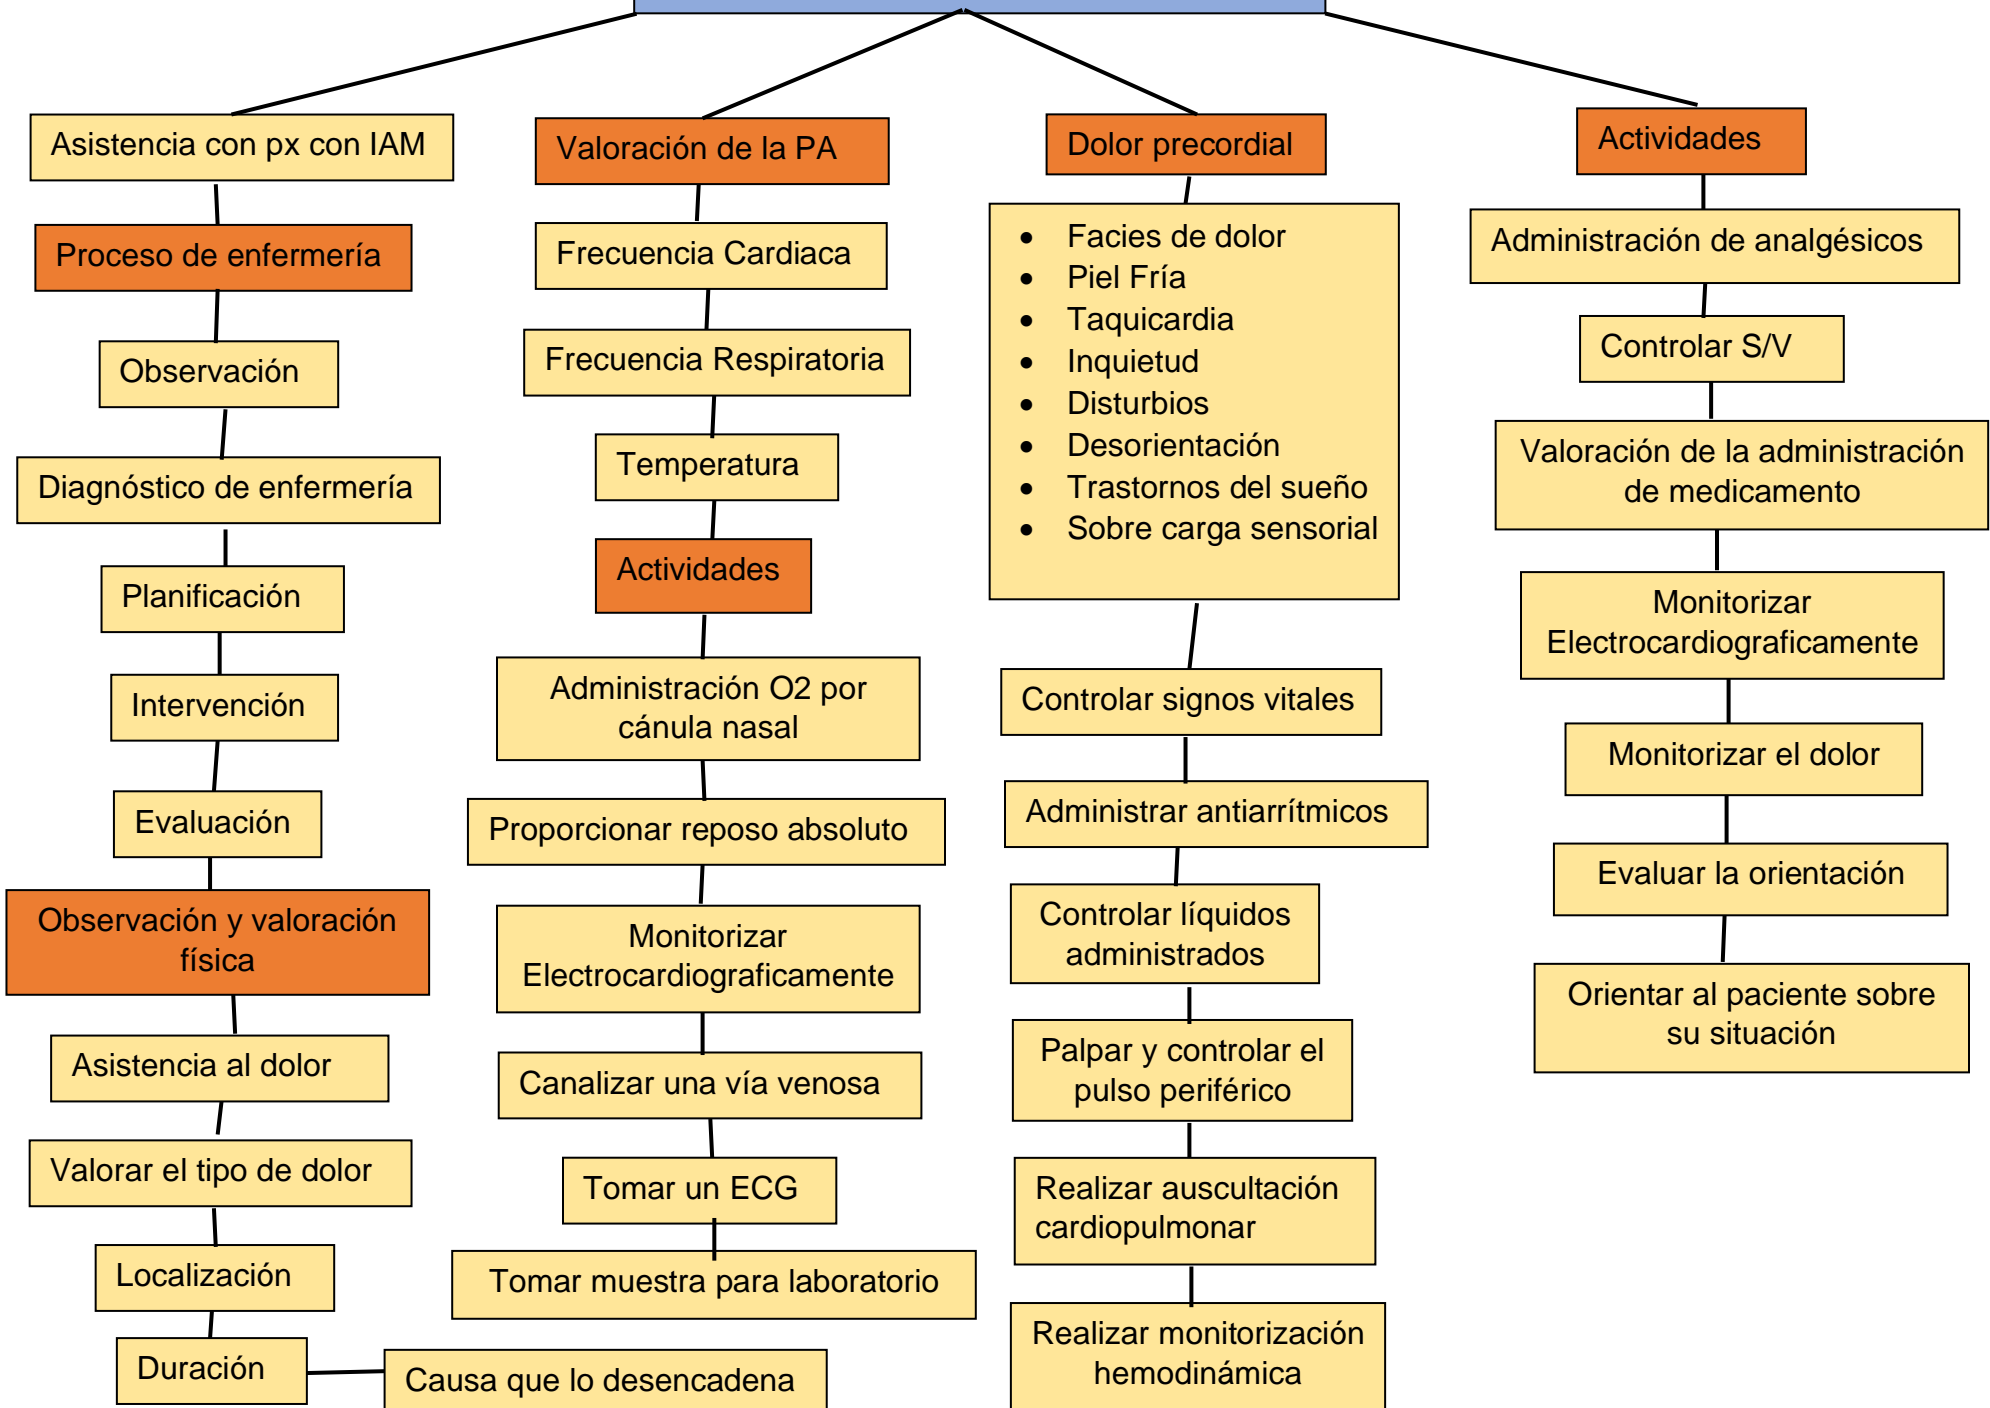 Asistencia con px con IAM
Proceso de enfermería
Observación
Diagnóstico de enfermería
Planificación
Intervención
Evaluación
Observación y valoración
física
Asistencia al dolor
Valorar el tipo de dolor
Localización
Duración
Causa que lo desencadena
Valoración de la PA
Frecuencia Cardiaca
Frecuencia Respiratoria
Temperatura
Actividades
Administración O2 por
cánula nasal
Proporcionar reposo absoluto
Monitorizar
Electrocardiograficamente
Canalizar una vía venosa
Tomar un ECG
Tomar muestra para laboratorio
Dolor precordial
• Facies de dolor
• Piel Fría
• Taquicardia
• Inquietud
• Disturbios
• Desorientación
• Trastornos del sueño
• Sobre carga sensorial
Controlar signos vitales
Administrar antiarrítmicos
Controlar líquidos
administrados
Palpar y controlar el
pulso periférico
Realizar auscultación
cardiopulmonar
Realizar monitorización
hemodinámica
Actividades
Administración de analgésicos
Controlar S/V
Valoración de la administración
de medicamento
Monitorizar
Electrocardiograficamente
Monitorizar el dolor
Evaluar la orientación
Orientar al paciente sobre
su situación